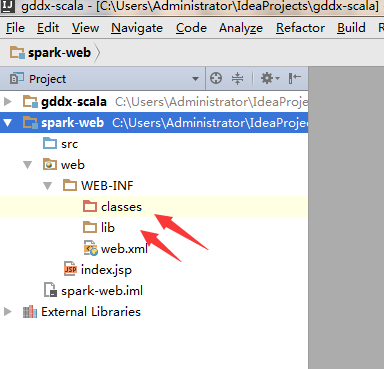 gddx-scala - [C:\Users\Administrator\IdeaProjects\gddx-scala]
File Edit View Navigate Code Analyze Refactor Build
spark-web
Project
gddx-scala C:\Users\Administrator\IdeaProj
spark-web C:\Users\Administrator\IdeaProjec
src
web
WEB-INF
classes
lib
web.xml
JSP index.jsp
spark-web.iml
External Libraries